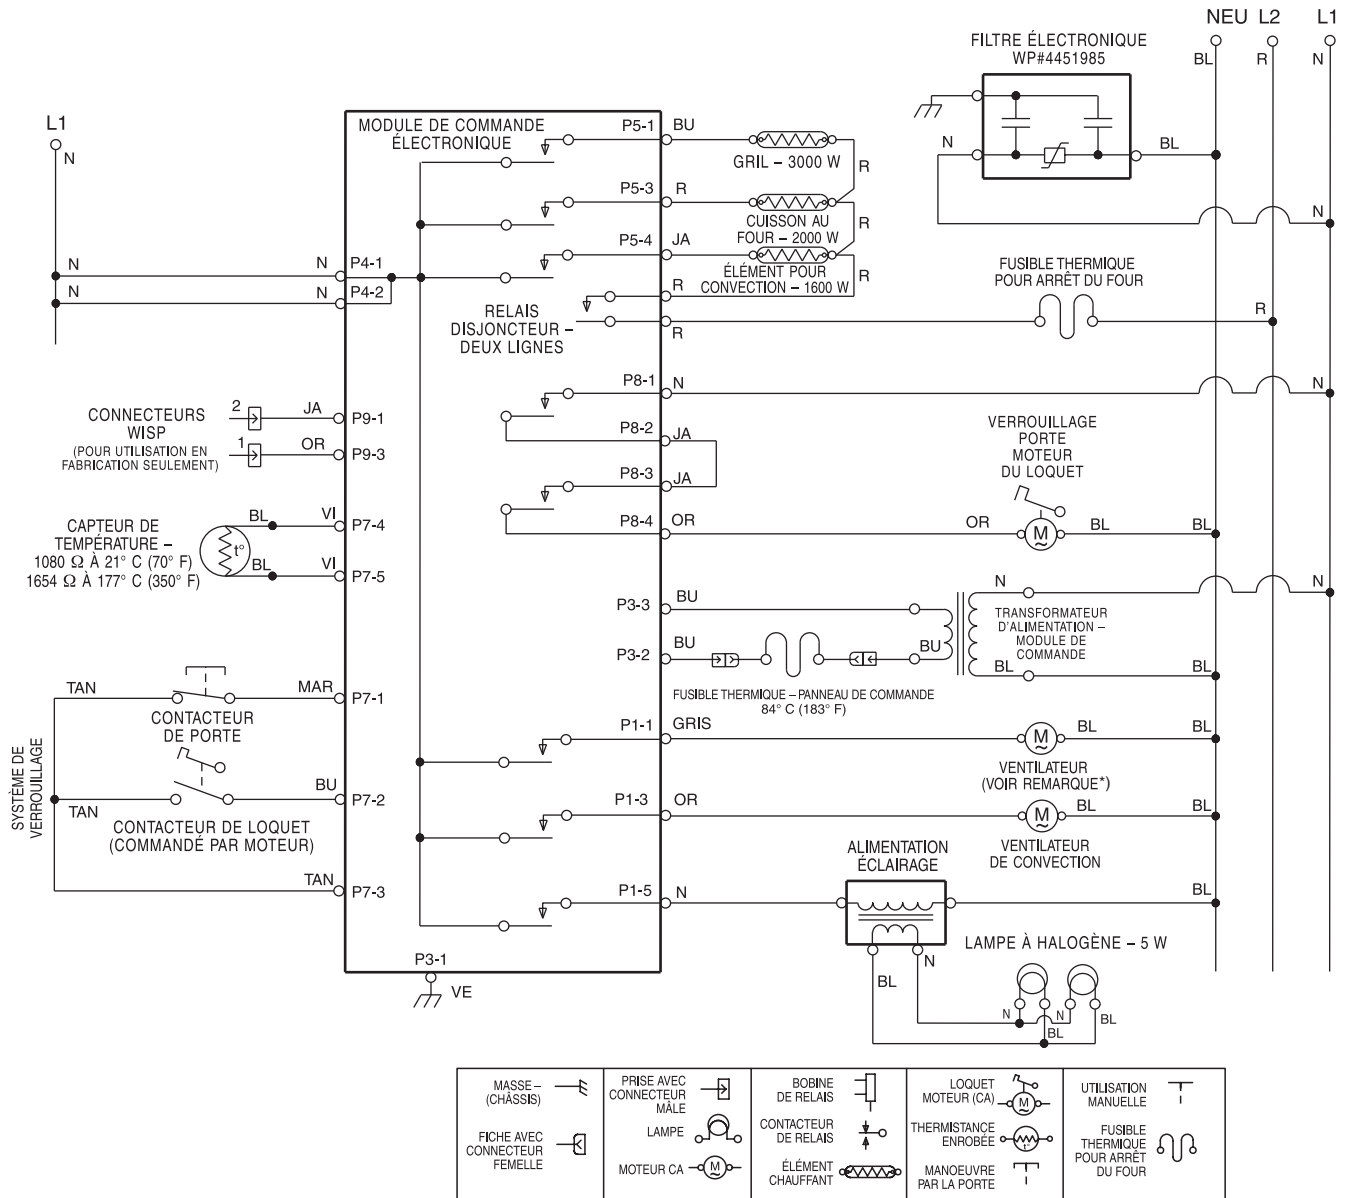 NEU L2 L1
BL R N
FILTRE ÉLECTRONIQUE
WP#4451985
N BL
N
L1
N
MODULE DE COMMANDE
ÉLECTRONIQUE
P5-1 BU
GRIL – 3000 W
R
P5-3 R
CUISSON AU
FOUR – 2000 W
R
P5-4 JA
ÉLÉMENT POUR
CONVECTION – 1600 W
R
R
R
RELAIS
DISJONCTEUR –
DEUX LIGNES
FUSIBLE THERMIQUE
POUR ARRÊT DU FOUR
R
N N P4-1
N N P4-2
P8-1 N N
P8-2 JA
P8-3 JA
P8-4 OR
CONNECTEURS
WISP
(POUR UTILISATION EN
FABRICATION SEULEMENT)
2 JA P9-1
1 OR P9-3
VERROUILLAGE
PORTE
MOTEUR
DU LOQUET
OR M BL BL
CAPTEUR DE
TEMPÉRATURE –
1080 Ω À 21° C (70° F)
1654 Ω À 177° C (350° F)
t°
BL VI P7-4
BL VI P7-5
P3-3 BU
P3-2 BU BU
N N
TRANSFORMATEUR
D'ALIMENTATION –
MODULE DE
COMMANDE
BL BL
FUSIBLE THERMIQUE – PANNEAU DE COMMANDE
84° C (183° F)
SYSTÈME DE
VERROUILLAGE
TAN MAR P7-1
CONTACTEUR
DE PORTE
TAN BU P7-2
CONTACTEUR DE LOQUET
(COMMANDÉ PAR MOTEUR)
TAN P7-3
P1-1 GRIS M BL BL
VENTILATEUR
(VOIR REMARQUE*)
P1-3 OR M BL BL
VENTILATEUR
DE CONVECTION
ALIMENTATION
ÉCLAIRAGE
P1-5 N BL
BL N
LAMPE À HALOGÈNE – 5 W
N N BL
BL
P3-1
VE
MASSE –
(CHÂSSIS)
FICHE AVEC
CONNECTEUR
FEMELLE
PRISE AVEC
CONNECTEUR
MÂLE
LAMPE
MOTEUR CA M
BOBINE
DE RELAIS
CONTACTEUR
DE RELAIS
ÉLÉMENT
CHAUFFANT
LOQUET
MOTEUR (CA) M
THERMISTANCE
ENROBÉE t°
MANOEUVRE
PAR LA PORTE
UTILISATION
MANUELLE
FUSIBLE
THERMIQUE
POUR ARRÊT
DU FOUR